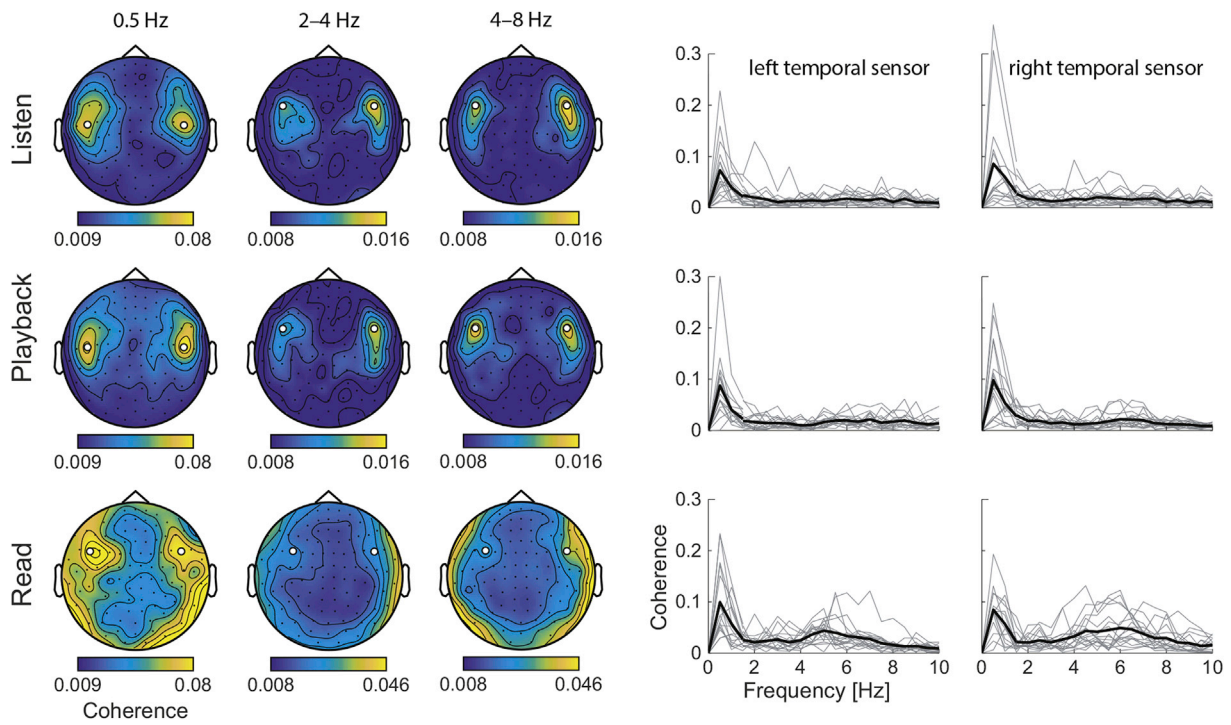 0.5 Hz 2–4 Hz 4–8 Hz
Listen
0.009 0.08 0.008 0.016 0.008 0.016
Playback
0.009 0.08 0.008 0.016 0.008 0.016
Read
0.009 0.08 0.008 0.046 0.008 0.046
Coherence
left temporal sensor right temporal sensor
0.3
0.2
0.1
0
0.3
0.2
0.1
0
0.3
0.2
0.1
0
Coherence
0 2 4 6 8 10 0 2 4 6 8 10
Frequency [Hz]